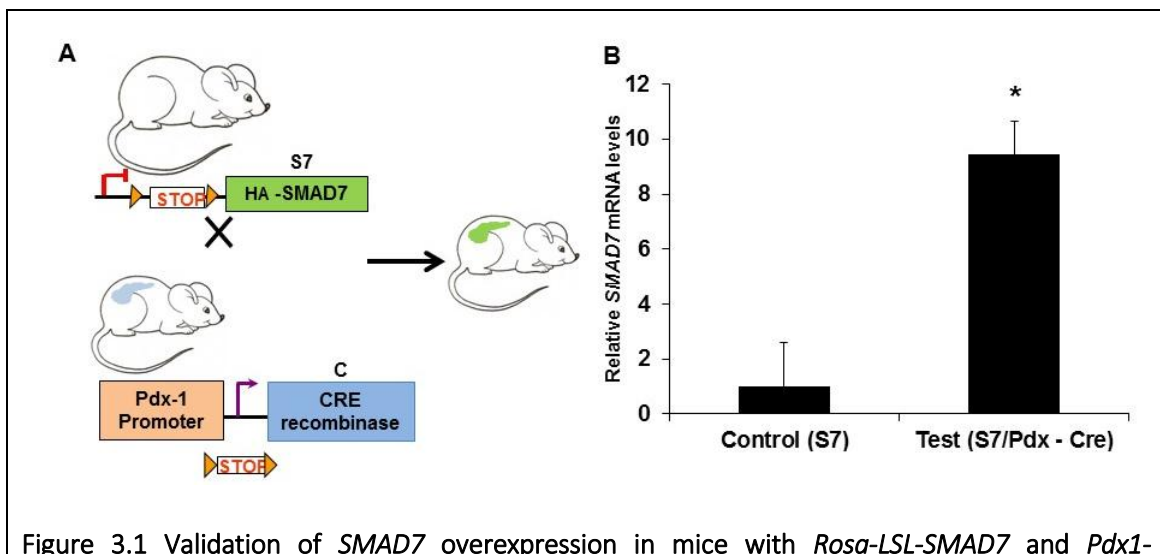 A
S7
STOP
HA -SMAD7
C
Pdx-1
Promoter
CRE
recombinase
STOP
B
Relative SMAD7 mRNA levels
12
10
8
6
4
2
0
*
Control (S7)
Test (S7/Pdx - Cre)
Figure 3.1 Validation of SMAD7 overexpression in mice with Rosa-LSL-SMAD7 and Pdx1-